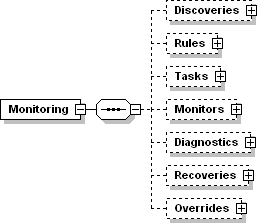 Discoveries
Rules
Tasks
Monitoring
Monitors
Diagnostics
Recoveries
Overrides